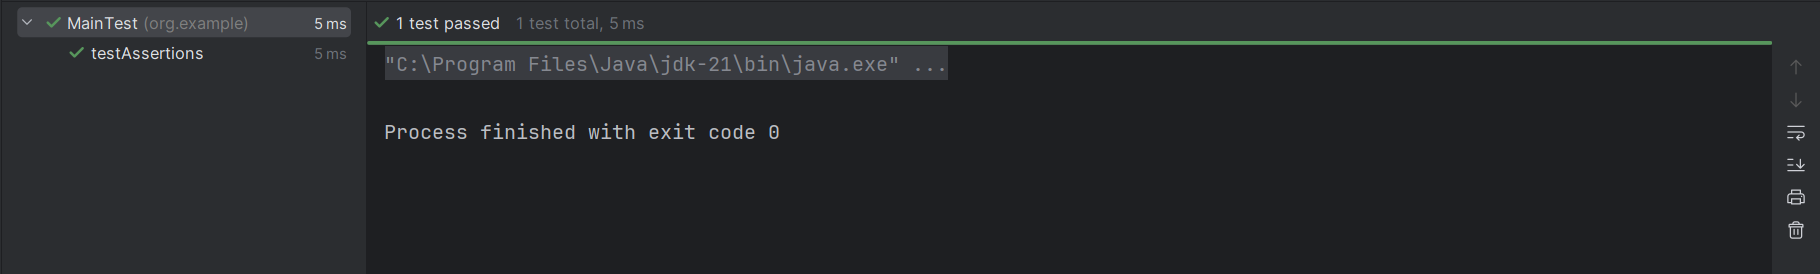 MainTest (org.example) 5 ms
testAssertions 5 ms
1 test passed 1 test total, 5 ms
"C:\Program Files\Java\jdk-21\bin\java.exe" ...
Process finished with exit code 0